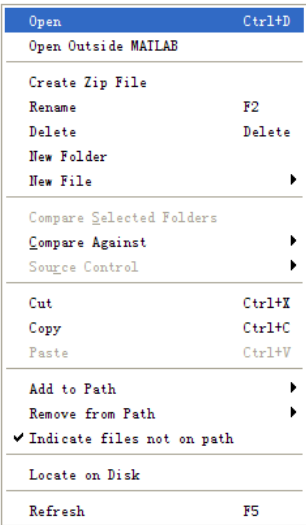 Open Ctrl+D
Open Outside MATLAB
Create Zip File
Rename F2
Delete Delete
New Folder
New File
Compare Selected Folders
Compare Against
Source Control
Cut Ctrl+X
Copy Ctrl+C
Paste Ctrl+V
Add to Path
Remove from Path
Indicate files not on path
Locate on Disk
Refresh F5